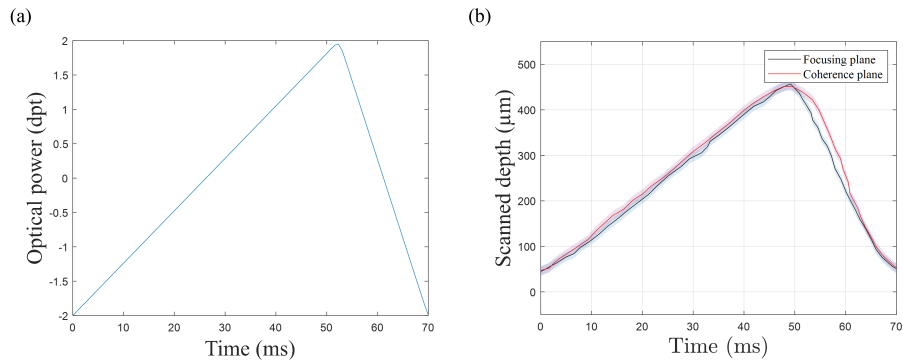 (a)
Optical power (dpt)
2
1.5
1
0.5
0
-0.5
-1
-1.5
-2
0 10 20 30 40 50 60 70
Time (ms)
(b)
Scanned depth (μm)
500
400
300
200
100
0
Focusing plane
Coherence plane
0 10 20 30 40 50 60 70
Time (ms)